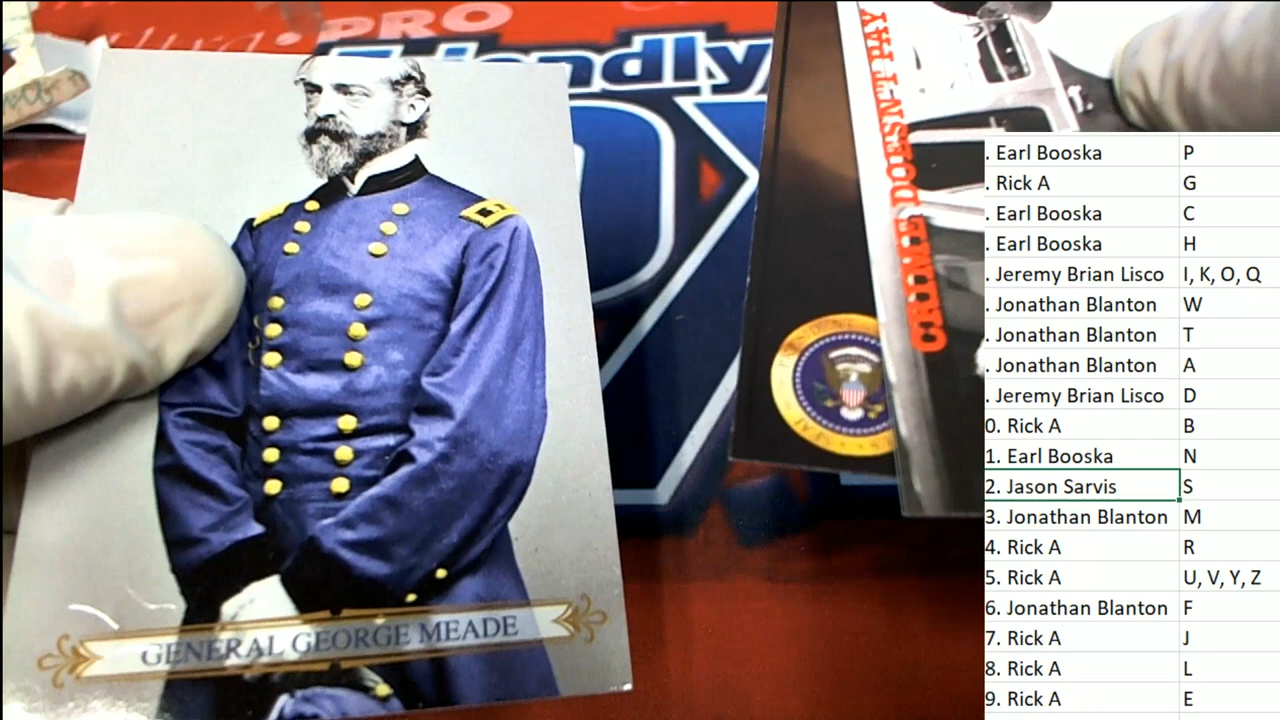 PRO
Friendly
CRIME DOESN'T PAY
GENERAL GEORGE MEADE
. Earl Booska P
. Rick A G
. Earl Booska C
. Earl Booska H
. Jeremy Brian Lisco I, K, O, Q
. Jonathan Blanton W
. Jonathan Blanton T
. Jonathan Blanton A
. Jeremy Brian Lisco D
0. Rick A B
1. Earl Booska N
2. Jason Sarvis S
3. Jonathan Blanton M
4. Rick A R
5. Rick A U, V, Y, Z
6. Jonathan Blanton F
7. Rick A J
8. Rick A L
9. Rick A E